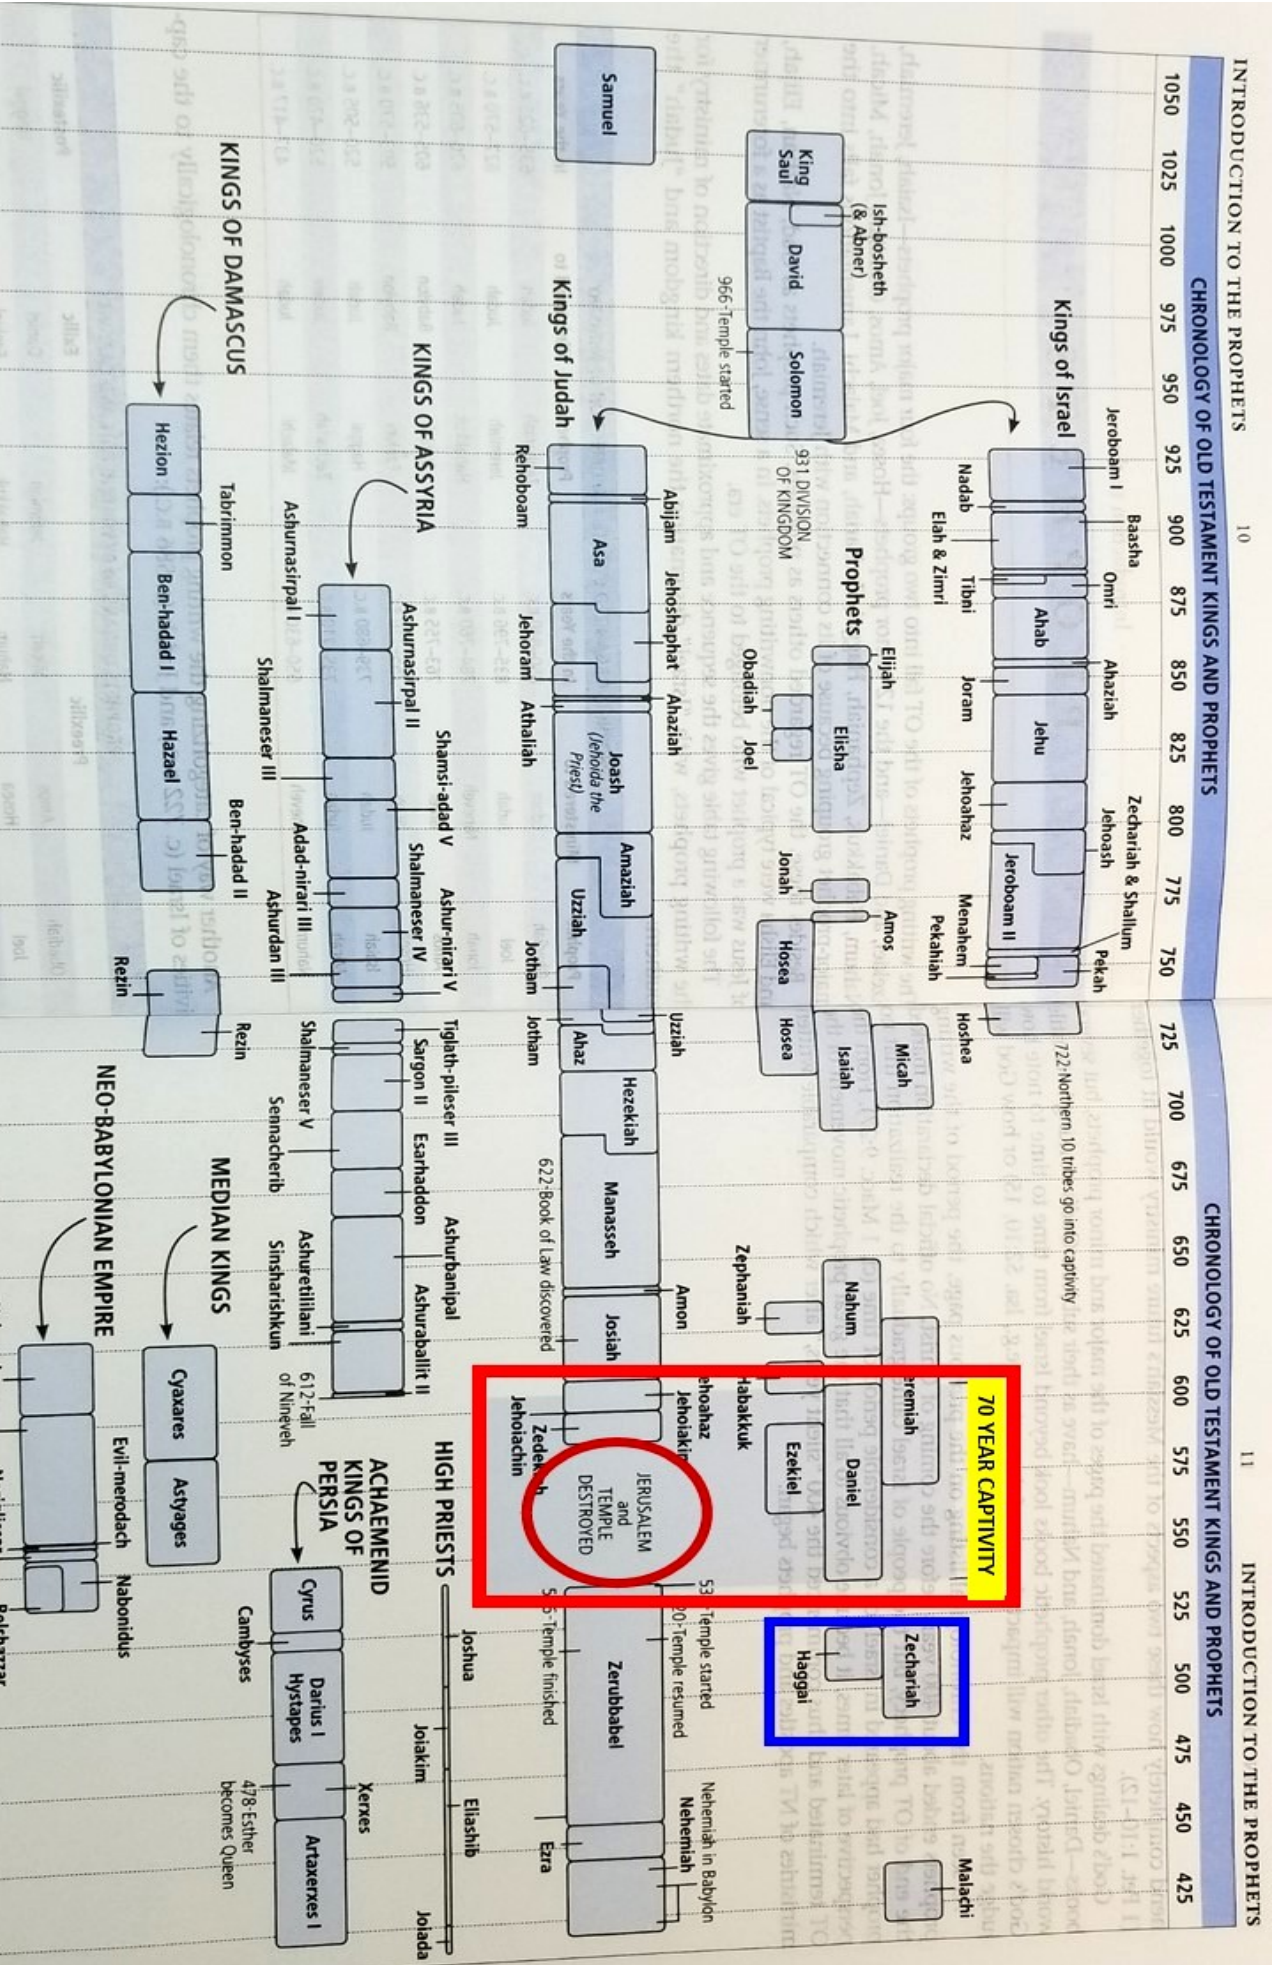 INTRODUCTION TO THE PROPHETS
10
11
INTRODUCTION TO THE PROPHETS
CHRONOLOGY OF OLD TESTAMENT KINGS AND PROPHETS
CHRONOLOGY OF OLD TESTAMENT KINGS AND PROPHETS
1050
1025
1000
975
950
925
900
875
850
825
800
775
750
725
700
675
650
625
600
575
550
525
500
475
450
425
Kings of Israel
Jeroboam I
Nadab
Baasha
Elah & Zimri
Omri
Tibni
Ahab
Ahaziah
Joram
Jehu
Jehoahaz
Jehoash
Zechariah & Shallum
Jeroboam II
Menahem
Pekahiah
Pekah
Hoshea
722-Northern 10 tribes go into captivity
70 YEAR CAPTIVITY
Samuel
King
Saul
Ish-bosheth
(& Abner)
David
Solomon
966-Temple started
931 DIVISION
OF KINGDOM
Prophets
Elijah
Elisha
Obadiah
Joel
Jonah
Amos
Hosea
Hosea
Isaiah
Micah
Nahum
Zephaniah
eremiah
Habakkuk
Daniel
Ezekiel
Zechariah
Haggai
Malachi
Kings of Judah
Rehoboam
Abijam
Asa
Jehoshaphat
Jehoram
Ahaziah
Athaliah
Joash
(Jehoida the
Priest)
Amaziah
Uzziah
Jotham
Uzziah
Jotham
Ahaz
Hezekiah
Manasseh
Amon
Josiah
622-Book of Law discovered
ehoahaz
Jehoiakin
Jehoiachin
JERUSALEM
and
TEMPLE
DESTROYED
53 -Temple started
20-Temple resumed
-Temple finished
Zerubbabel
Nehemiah in Babylon
Nehemiah
Ezra
HIGH PRIESTS
Joshua
Joiakim
Eliashib
Joiada
KINGS OF ASSYRIA
Ashurnasirpal I
Ashurnasirpal II
Shalmaneser III
Shamsi-adad V
Adad-nirari III
Shalmaneser IV
Ashurdan III
Ashur-nirari V
Tiglath-pileser III
Shalmaneser V
Sargon II
Sennacherib
Esarhaddon
Ashurbanipal
Ashuretililani
Sinsharishkun
Ashuraballit II
612-Fall
of Nineveh
ACHAEMENID
KINGS OF
PERSIA
Cyrus
Cambyses
Darius I
Hystapes
Xerxes
478-Esther
becomes Queen
Artaxerxes I
KINGS OF DAMASCUS
Hezion
Tabrimmon
Ben-hadad I
Hazael
Ben-hadad II
Rezin
Rezin
MEDIAN KINGS
Cyaxares
Astyages
NEO-BABYLONIAN EMPIRE
Evil-merodach
Nabonidus